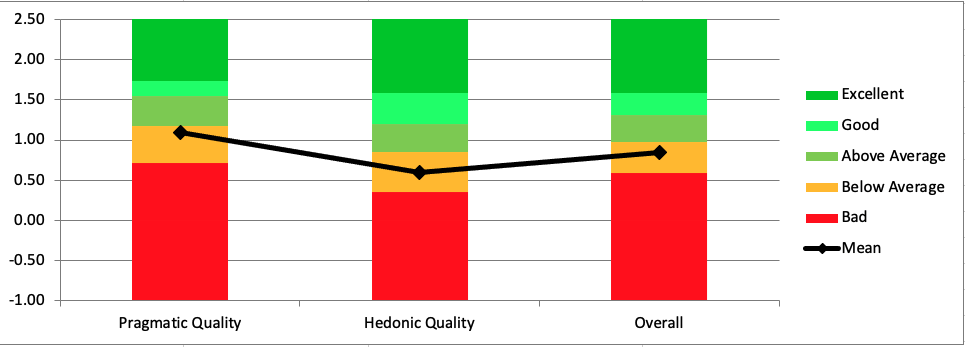 2.50
2.00
1.50
1.00
0.50
0.00
-0.50
-1.00
Pragmatic Quality
Hedonic Quality
Overall
Excellent
Good
Above Average
Below Average
Bad
Mean